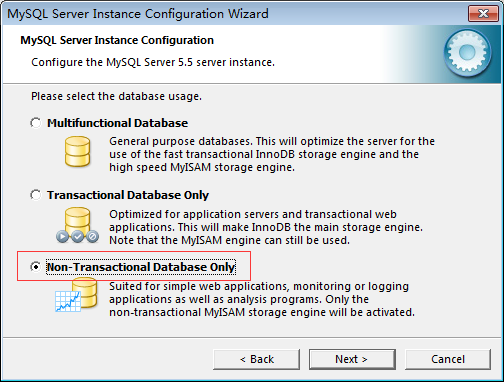 MySQL Server Instance Configuration Wizard
MySQL Server Instance Configuration
Configure the MySQL Server 5.5 server instance.
Please select the database usage.
Multifunctional Database
General purpose databases. This will optimize the server for the
use of the fast transactional InnoDB storage engine and the
high speed MyISAM storage engine.
Transactional Database Only
Optimized for application servers and transactional web
applications. This will make InnoDB the main storage engine.
Note that the MyISAM engine can still be used.
Non-Transactional Database Only
Suited for simple web applications, monitoring or logging
applications as well as analysis programs. Only the
non-transactional MyISAM storage engine will be activated.
< Back
Next >
Cancel